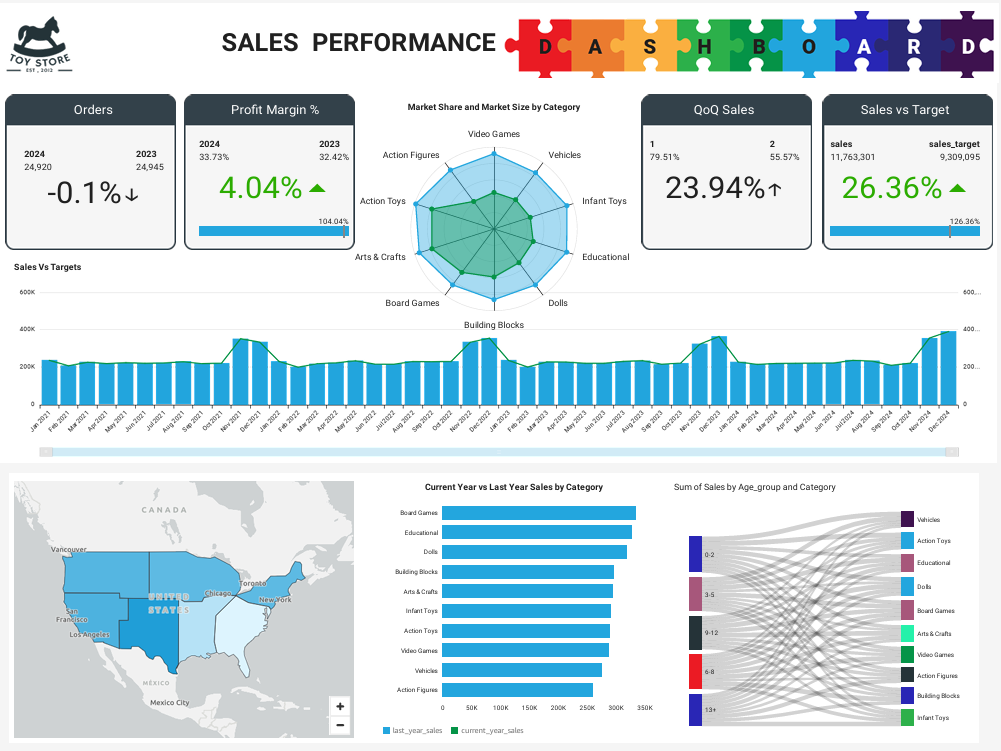 TOY STORE
EST , 2012
SALES PERFORMANCE
D A S H B O A R D
Orders
2024 2023
24,920 24,945
-0.1%↓
Profit Margin %
2024 2023
33.73% 32.42%
4.04%
104.04%
Market Share and Market Size by Category
Video Games
Vehicles
Infant Toys
Educational
Dolls
Building Blocks
Board Games
Arts & Crafts
Action Toys
Action Figures
QoQ Sales
1 2
79.51% 55.57%
23.94%↑
Sales vs Target
sales sales_target
11,763,301 9,309,095
26.36%
126.36%
Sales Vs Targets
600K
400K
200K
0
600,...
400...
200...
0
Jan 2021
Feb 2021
Mar 2021
Apr 2021
May 2021
Jun 2021
Jul 2021
Aug 2021
Sep 2021
Oct 2021
Nov 2021
Dec 2021
Jan 2022
Feb 2022
Mar 2022
Apr 2022
May 2022
Jun 2022
Jul 2022
Aug 2022
Sep 2022
Oct 2022
Nov 2022
Dec 2022
Jan 2023
Feb 2023
Mar 2023
Apr 2023
May 2023
Jun 2023
Jul 2023
Aug 2023
Sep 2023
Oct 2023
Nov 2023
Dec 2023
Jan 2024
Feb 2024
Mar 2024
Apr 2024
May 2024
Jun 2024
Jul 2024
Aug 2024
Sep 2024
Oct 2024
Nov 2024
Dec 2024
CANADA
Vancouver
Toronto
Chicago
UNITED
STATES
New York
San
Francisco
Los Angeles
MÉXICO
Mexico City
+
−
Current Year vs Last Year Sales by Category
Board Games
Educational
Dolls
Building Blocks
Arts & Crafts
Infant Toys
Action Toys
Video Games
Vehicles
Action Figures
0K 50K 100K 150K 200K 250K 300K 350K
last_year_sales current_year_sales
Sum of Sales by Age_group and Category
0-2
3-5
9-12
6-8
13+
Vehicles
Action Toys
Educational
Dolls
Board Games
Arts & Crafts
Video Games
Action Figures
Building Blocks
Infant Toys